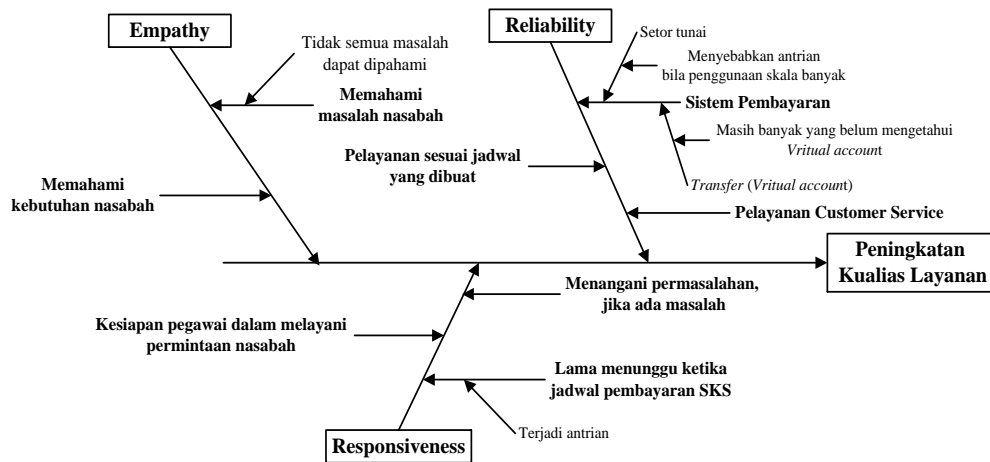 Empathy
Tidak semua masalah
dapat dipahami
Memahami
masalah nasabah
Memahami
kebutuhan nasabah
Reliability
Setor tunai
Menyebabkan antrian
bila penggunaan skala banyak
Sistem Pembayaran
Masih banyak yang belum mengetahui
Vritual account
Transfer (Vritual account)
Pelayanan sesuai jadwal
yang dibuat
Pelayanan Customer Service
Peningkatan
Kualias Layanan
Menangani permasalahan,
jika ada masalah
Kesiapan pegawai dalam melayani
permintaan nasabah
Lama menunggu ketika
jadwal pembayaran SKS
Terjadi antrian
Responsiveness